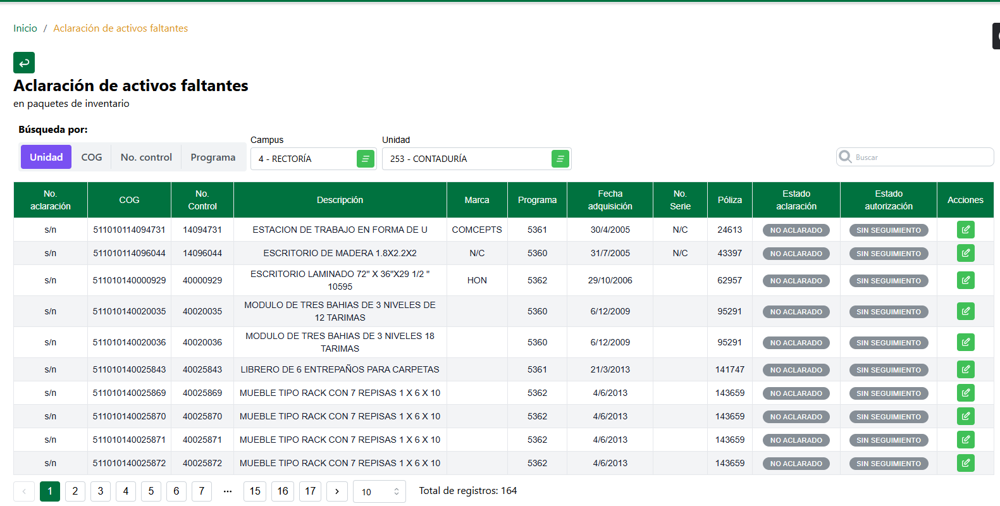 Inicio / Aclaración de activos faltantes
Aclaración de activos faltantes
en paquetes de inventario
Búsqueda por:
Unidad COG No. control Programa
Campus
4 - RECTORÍA
Unidad
253 - CONTADURÍA
Buscar
No. aclaración COG No. Control Descripción Marca Programa Fecha adquisición No. Serie Póliza Estado aclaración Estado autorización Acciones
s/n 511010114094731 14094731 ESTACION DE TRABAJO EN FORMA DE U COMCEPTS 5361 30/4/2005 N/C 24613 NO ACLARADO SIN SEGUIMIENTO
s/n 511010114096044 14096044 ESCRITORIO DE MADERA 1.8X2.2X2 N/C 5360 31/7/2005 N/C 43397 NO ACLARADO SIN SEGUIMIENTO
s/n 511010140000929 40000929 ESCRITORIO LAMINADO 72" X 36"X29 1/2 " 10595 HON 5362 29/10/2006 62957 NO ACLARADO SIN SEGUIMIENTO
s/n 511010140020035 40020035 MODULO DE TRES BAHIAS DE 3 NIVELES DE 12 TARIMAS 5360 6/12/2009 95291 NO ACLARADO SIN SEGUIMIENTO
s/n 511010140020036 40020036 MODULO DE TRES BAHIAS DE 3 NIVELES 18 TARIMAS 5360 6/12/2009 95291 NO ACLARADO SIN SEGUIMIENTO
s/n 511010140025843 40025843 LIBRERO DE 6 ENTREPAÑOS PARA CARPETAS 5361 21/3/2013 141747 NO ACLARADO SIN SEGUIMIENTO
s/n 511010140025869 40025869 MUEBLE TIPO RACK CON 7 REPISAS 1 X 6 X 10 5362 4/6/2013 143659 NO ACLARADO SIN SEGUIMIENTO
s/n 511010140025870 40025870 MUEBLE TIPO RACK CON 7 REPISAS 1 X 6 X 10 5362 4/6/2013 143659 NO ACLARADO SIN SEGUIMIENTO
s/n 511010140025871 40025871 MUEBLE TIPO RACK CON 7 REPISAS 1 X 6 X 10 5362 4/6/2013 143659 NO ACLARADO SIN SEGUIMIENTO
s/n 511010140025872 40025872 MUEBLE TIPO RACK CON 7 REPISAS 1 X 6 X 10 5362 4/6/2013 143659 NO ACLARADO SIN SEGUIMIENTO
1 2 3 4 5 6 7 ... 15 16 17 10 Total de registros: 164